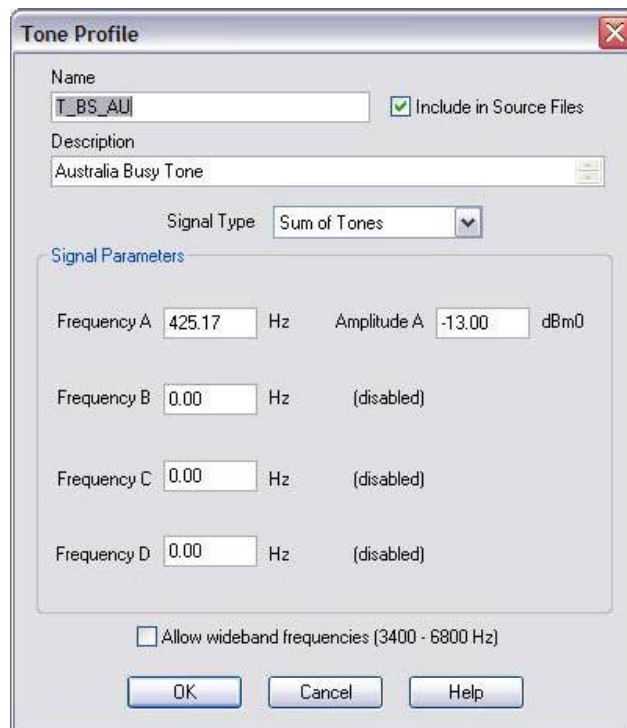 Tone Profile
Name
T_BS_AU
Include in Source Files
Description
Australia Busy Tone
Signal Type Sum of Tones
Signal Parameters
Frequency A 425.17 Hz Amplitude A -13.00 dBm0
Frequency B 0.00 Hz (disabled)
Frequency C 0.00 Hz (disabled)
Frequency D 0.00 Hz (disabled)
Allow wideband frequencies (3400 - 6800 Hz)
OK Cancel Help